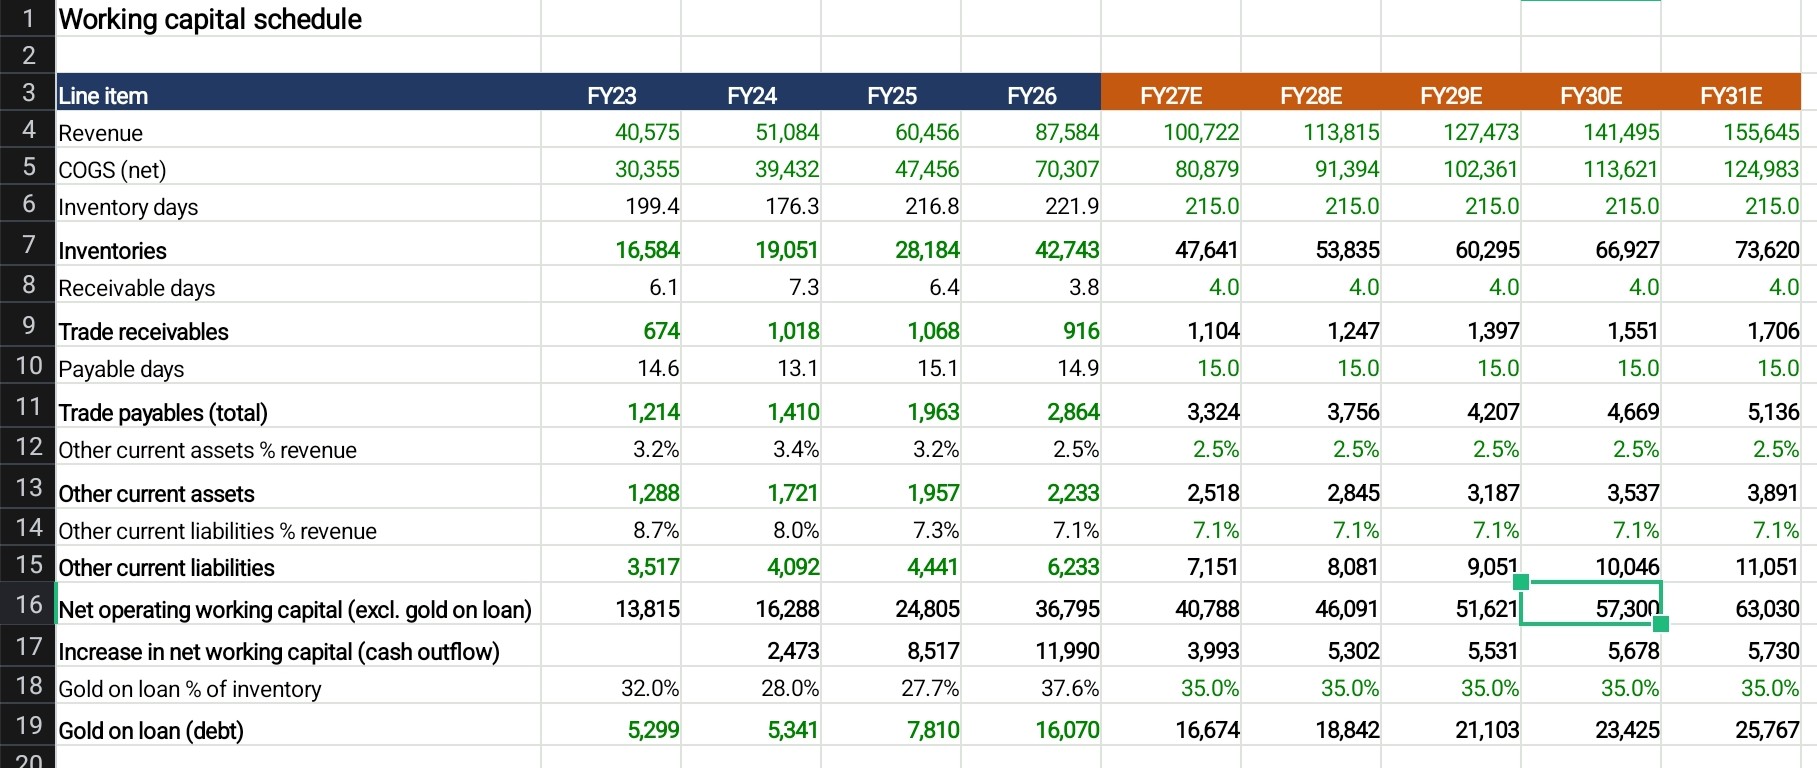 1 Working capital schedule
2
3 Line item FY23 FY24 FY25 FY26 FY27E FY28E FY29E FY30E FY31E
4 Revenue 40,575 51,084 60,456 87,584 100,722 113,815 127,473 141,495 155,645
5 COGS (net) 30,355 39,432 47,456 70,307 80,879 91,394 102,361 113,621 124,983
6 Inventory days 199.4 176.3 216.8 221.9 215.0 215.0 215.0 215.0 215.0
7 Inventories 16,584 19,051 28,184 42,743 47,641 53,835 60,295 66,927 73,620
8 Receivable days 6.1 7.3 6.4 3.8 4.0 4.0 4.0 4.0 4.0
9 Trade receivables 674 1,018 1,068 916 1,104 1,247 1,397 1,551 1,706
10 Payable days 14.6 13.1 15.1 14.9 15.0 15.0 15.0 15.0 15.0
11 Trade payables (total) 1,214 1,410 1,963 2,864 3,324 3,756 4,207 4,669 5,136
12 Other current assets % revenue 3.2% 3.4% 3.2% 2.5% 2.5% 2.5% 2.5% 2.5% 2.5%
13 Other current assets 1,288 1,721 1,957 2,233 2,518 2,845 3,187 3,537 3,891
14 Other current liabilities % revenue 8.7% 8.0% 7.3% 7.1% 7.1% 7.1% 7.1% 7.1% 7.1%
15 Other current liabilities 3,517 4,092 4,441 6,233 7,151 8,081 9,051 10,046 11,051
16 Net operating working capital (excl. gold on loan) 13,815 16,288 24,805 36,795 40,788 46,091 51,621 57,300 63,030
17 Increase in net working capital (cash outflow) 2,473 8,517 11,990 3,993 5,302 5,531 5,678 5,730
18 Gold on loan % of inventory 32.0% 28.0% 27.7% 37.6% 35.0% 35.0% 35.0% 35.0% 35.0%
19 Gold on loan (debt) 5,299 5,341 7,810 16,070 16,674 18,842 21,103 23,425 25,767
20